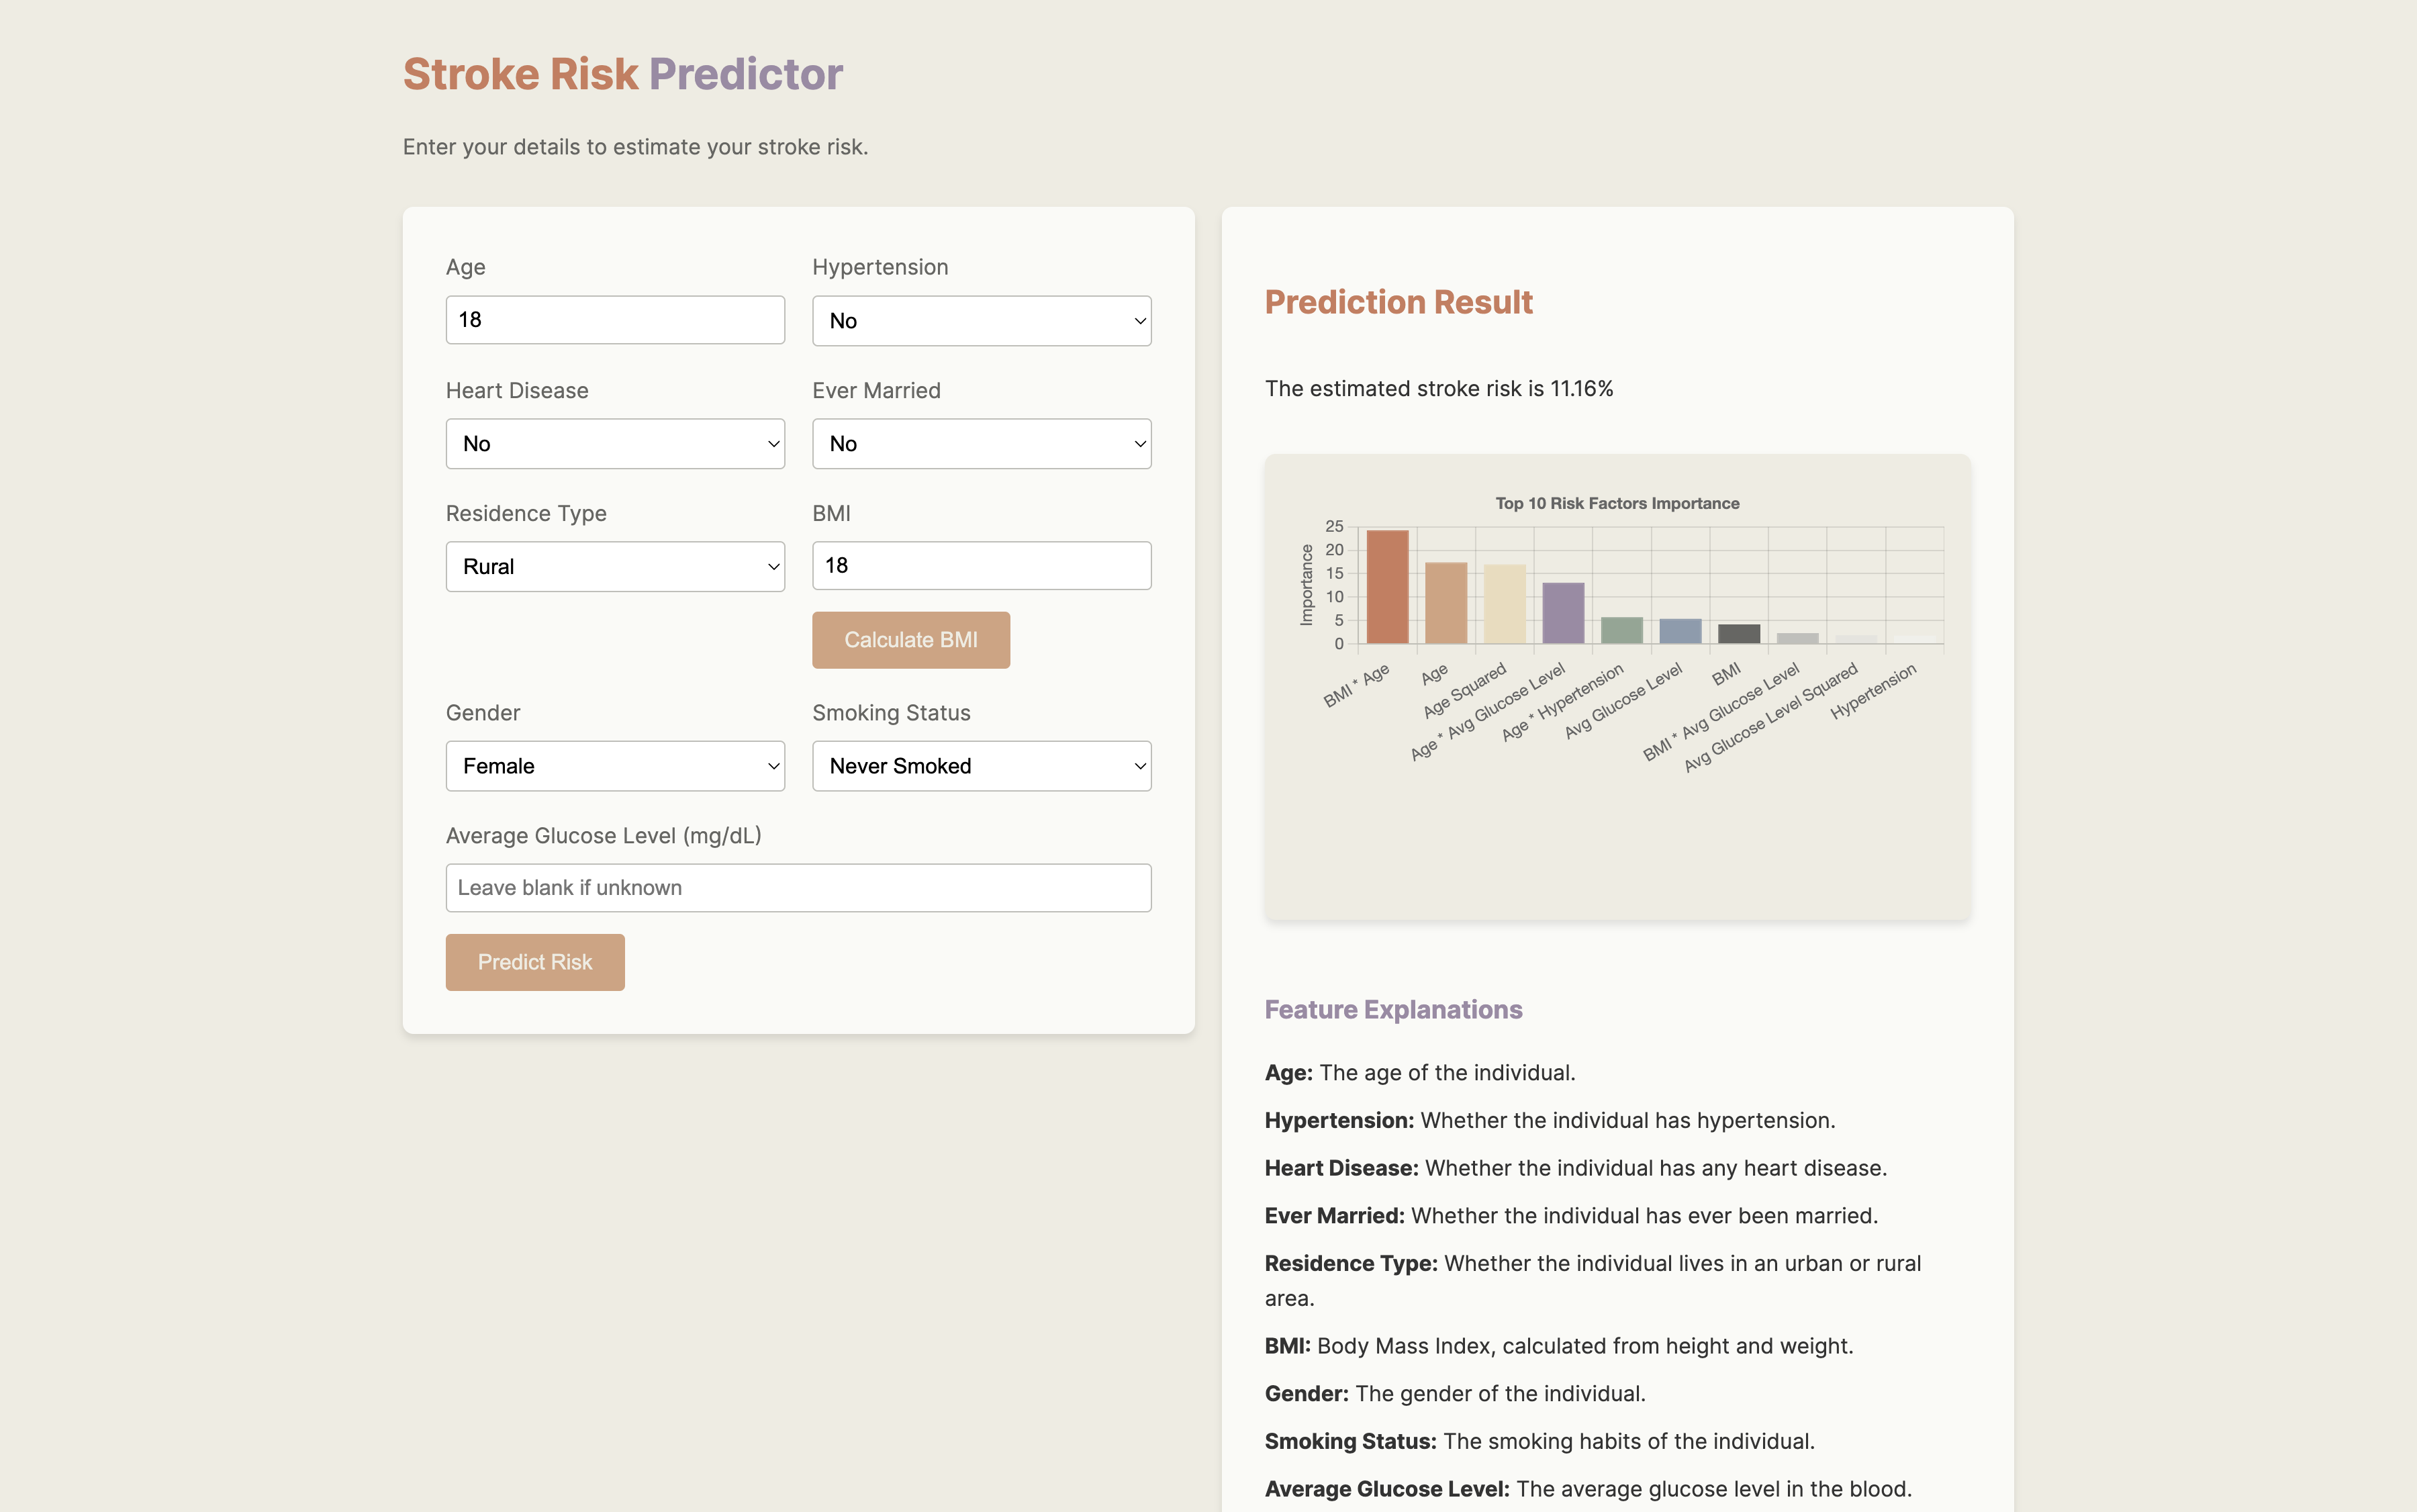 Stroke Risk Predictor
Enter your details to estimate your stroke risk.
Age
18
Hypertension
No
Heart Disease
No
Ever Married
No
Residence Type
Rural
BMI
18
Calculate BMI
Gender
Female
Smoking Status
Never Smoked
Average Glucose Level (mg/dL)
Leave blank if unknown
Predict Risk
Prediction Result
The estimated stroke risk is 11.16%
Top 10 Risk Factors Importance
Importance
25
20
15
10
5
0
BMI * Age
Age
Age Squared
Age * Avg Glucose Level
Age * Hypertension
Avg Glucose Level
BMI
BMI * Avg Glucose Level
Avg Glucose Level Squared
Hypertension
Feature Explanations
Age: The age of the individual.
Hypertension: Whether the individual has hypertension.
Heart Disease: Whether the individual has any heart disease.
Ever Married: Whether the individual has ever been married.
Residence Type: Whether the individual lives in an urban or rural
area.
BMI: Body Mass Index, calculated from height and weight.
Gender: The gender of the individual.
Smoking Status: The smoking habits of the individual.
Average Glucose Level: The average glucose level in the blood.